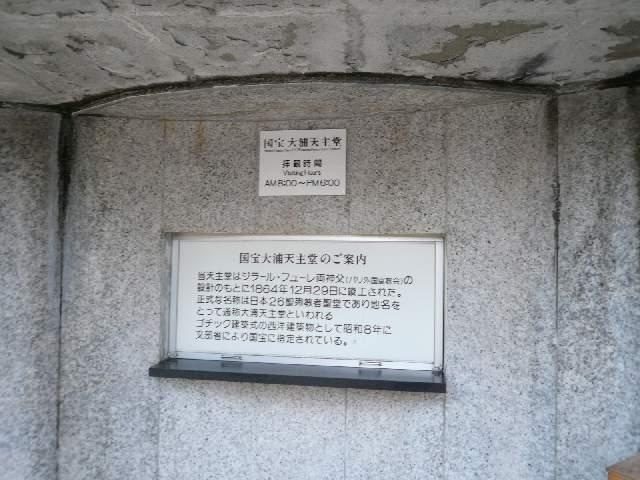 国宝 大浦天主堂
拝観時間
Visiting Hours
AM8:00〜PM6:00
国宝大浦天主堂のご案内
当天主堂はジラール・フューレ両神父(パリ外国宣教会)の
設計のもとに1864年12月29日に竣工された。
正式な名称は日本26聖殉教者聖堂であり地名を
とって通称大浦天主堂といわれる
ゴチック建築式の西洋建築物として昭和8年に
文部省により国宝に指定されている。